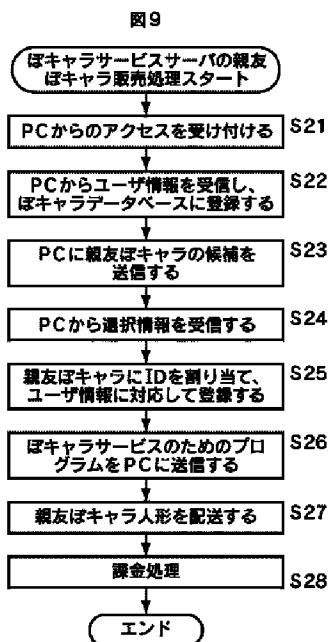 図9
ぽキャラサービスサーバの親友
ぽキャラ販売処理スタート
PCからのアクセスを受け付ける
S21
PCからユーザ情報を受信し、
ぽキャラデータベースに登録する
S22
PCに親友ぽキャラの候補を
送信する
S23
PCから選択情報を受信する
S24
親友ぽキャラにIDを割り当て、
ユーザ情報に対応して登録する
S25
ぽキャラサービスのためのプロ
グラムをPCに送信する
S26
親友ぽキャラ人形を配送する
S27
課金処理
S28
エンド